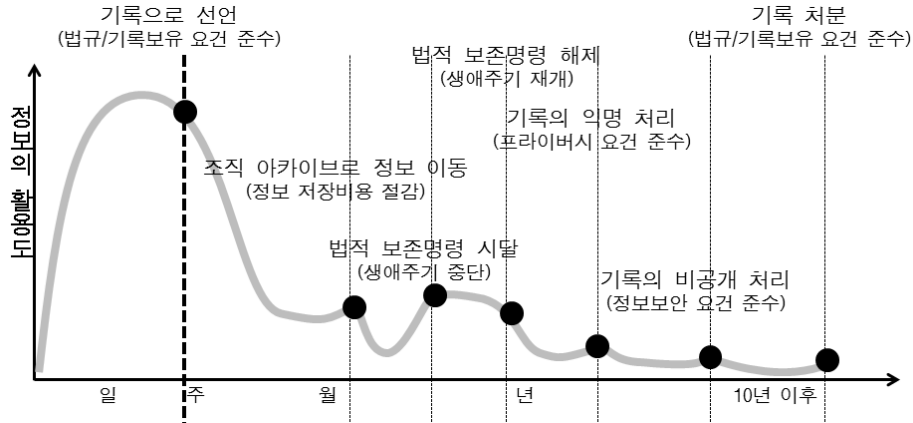 기록으로 선언
(법규/기록보유 요건 준수)
기록 처분
(법규/기록보유 요건 준수)
법적 보존명령 해제
(생애주기 재개)
정보의 활용도
기록의 익명 처리
(프라이버시 요건 준수)
조직 아카이브로 정보 이동
(정보 저장비용 절감)
법적 보존명령 시달
(생애주기 중단)
기록의 비공개 처리
(정보보안 요건 준수)
일
주
월
년
10년 이후